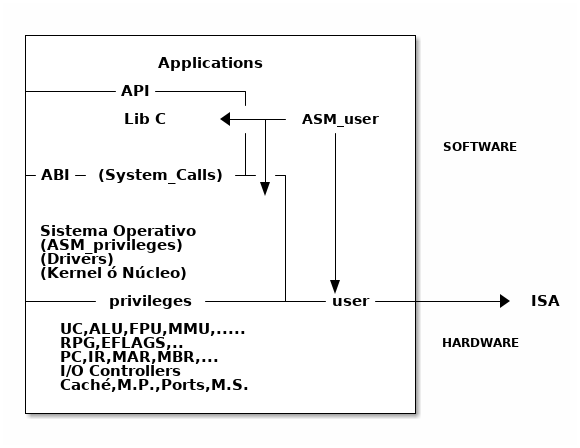 Applications
API
Lib C
ASM_user
SOFTWARE
ABI (System_Calls)
Sistema Operativo
(ASM_privileges)
(Drivers)
(Kernel ó Núcleo)
privileges user ISA
UC,ALU,FPU,MMU,.....
RPG,EFLAGS,..
PC,IR,MAR,MBR,...
HARDWARE
I/O Controllers
Caché,M.P.,Ports,M.S.